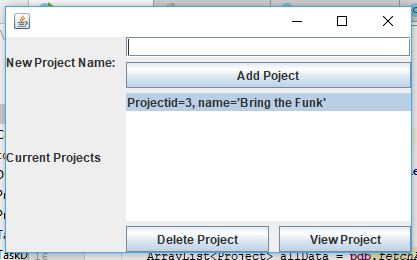 New Project Name:
Add Poject
Projectid=3, name='Bring the Funk'
Current Projects
Delete Project
View Project
16
ArrayList<Project> allData = pdb.fetchA